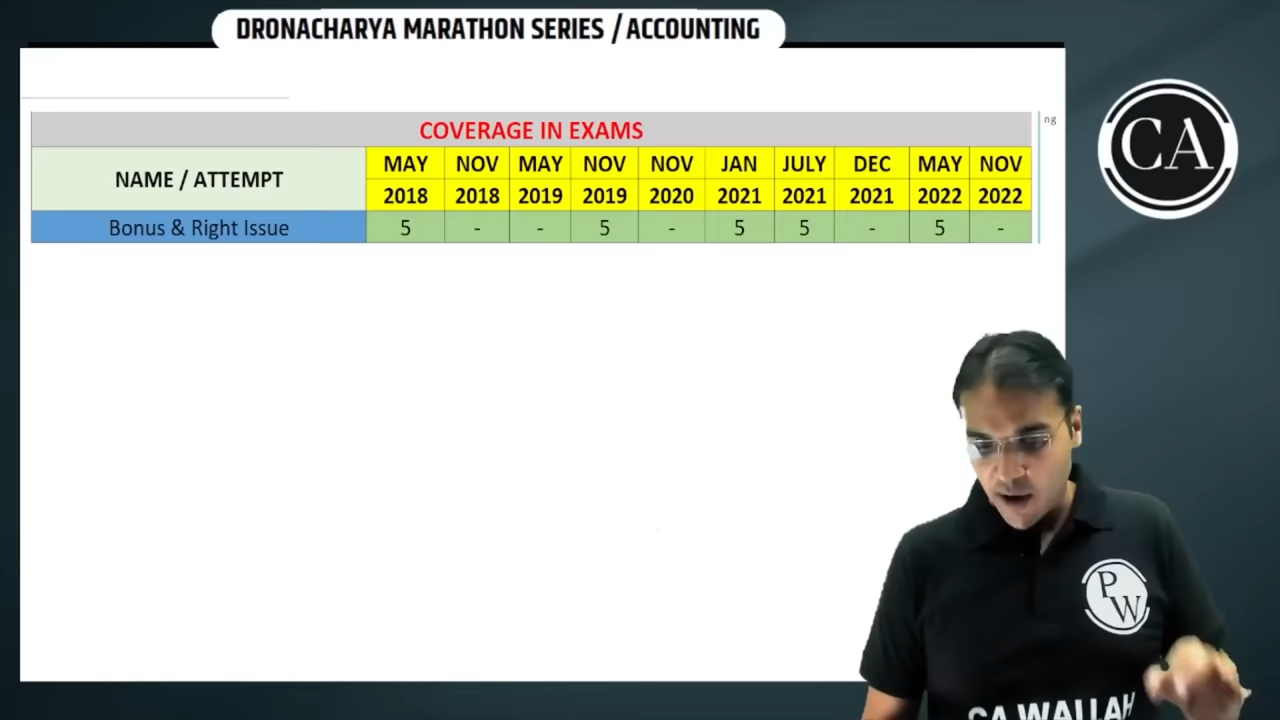 DRONACHARYA MARATHON SERIES / ACCOUNTING
CA
ng
COVERAGE IN EXAMS
NAME / ATTEMPT MAY NOV MAY NOV NOV JAN JULY DEC MAY NOV
2018 2018 2019 2019 2020 2021 2021 2021 2022 2022
Bonus & Right Issue 5 - - 5 - 5 5 - 5 -
PW
CA WALLAH